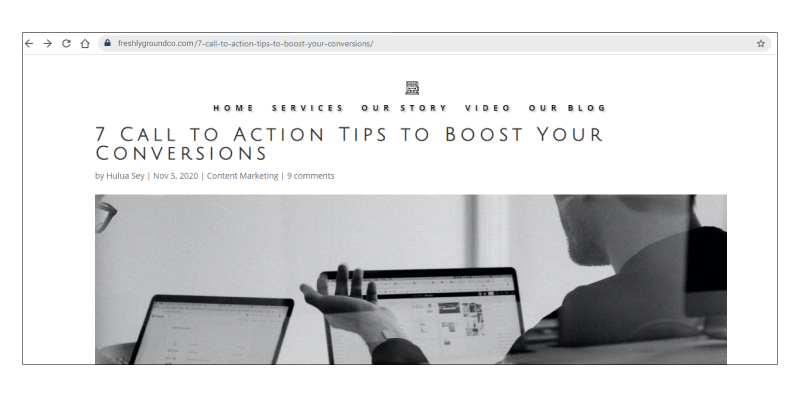 freshlygroundco.com/7-call-to-action-tips-to-boost-your-conversions/
HOME SERVICES OUR STORY VIDEO OUR BLOG
7 Call to Action Tips to Boost Your
Conversions
by Hulua Sey | Nov 5, 2020 | Content Marketing | 9 comments